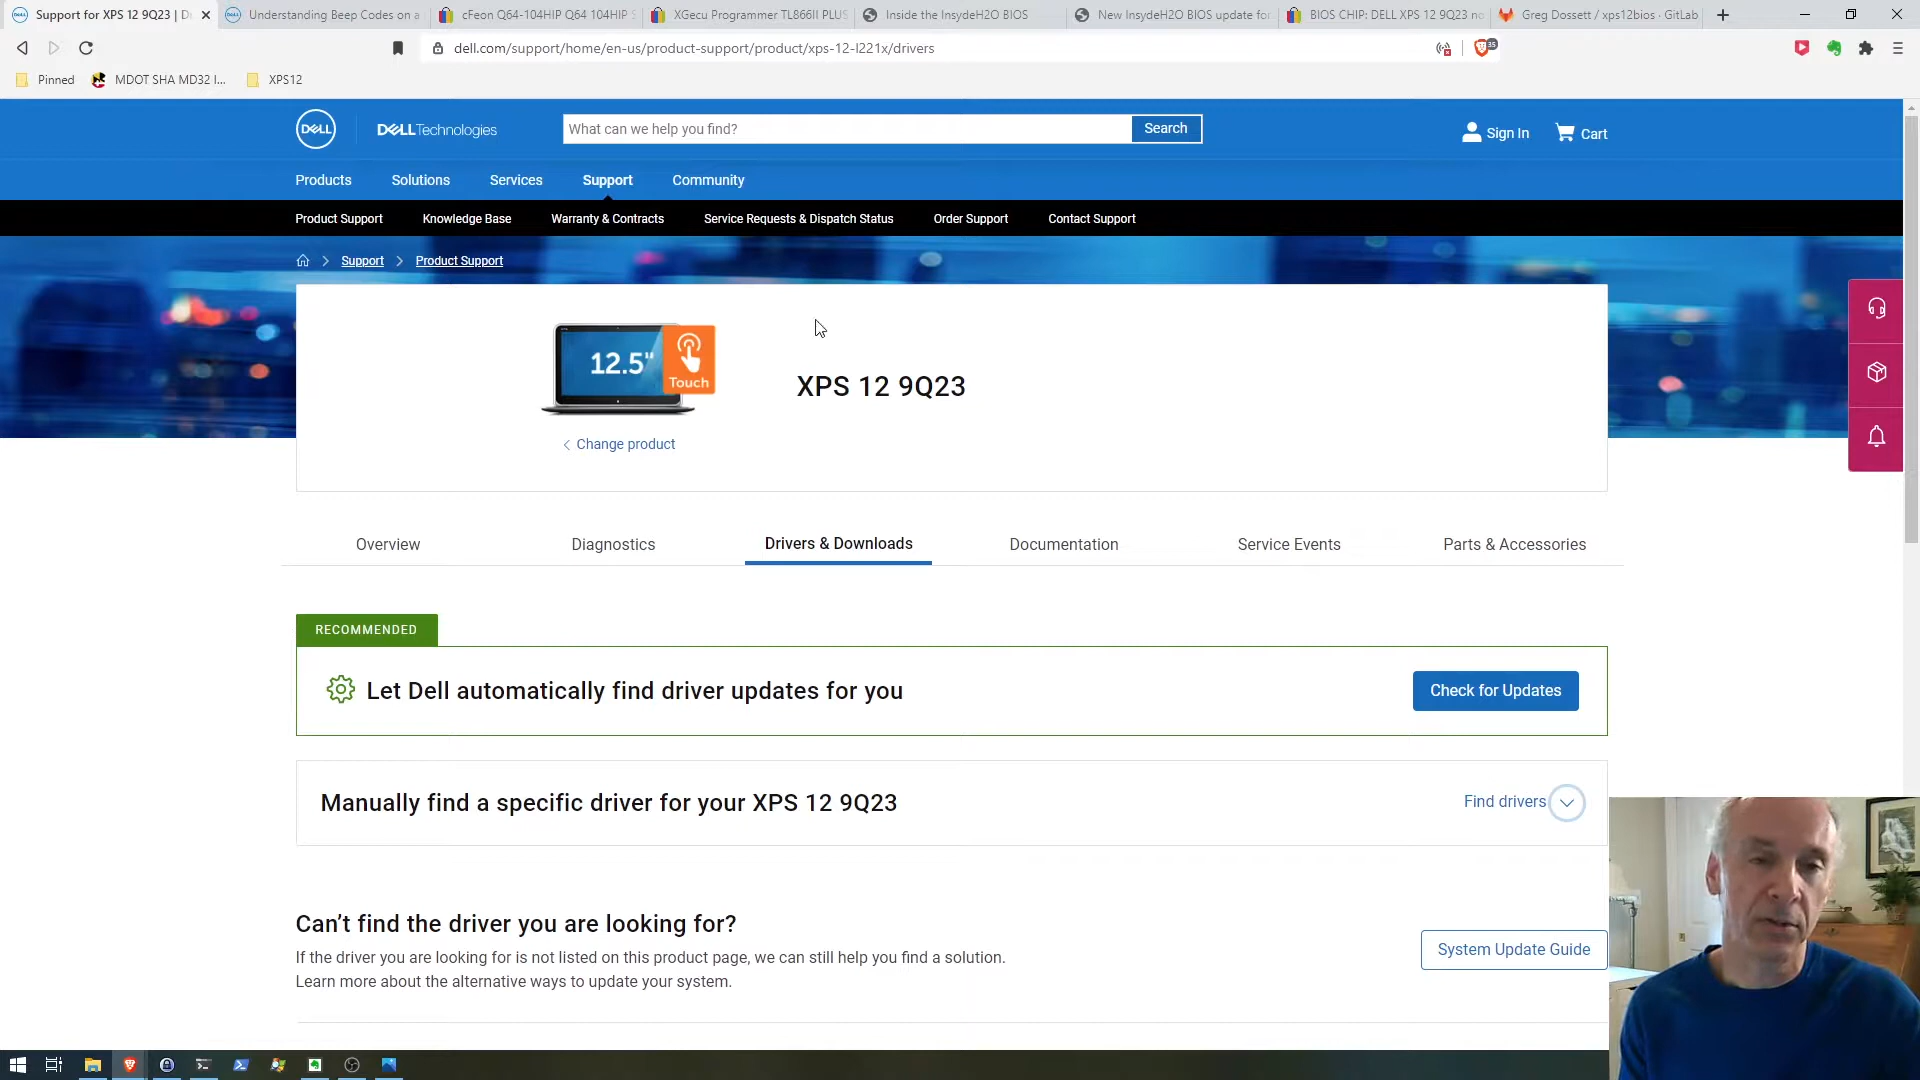 Support for XPS 12 9Q23 | D
Understanding Beep Codes on a
cFeon Q64-104HIP Q64 104HIP S
XGecu Programmer TL866II PLUS
Inside the InsydeH2O BIOS
New InsydeH2O BIOS update for
BIOS CHIP: DELL XPS 12 9Q23 no
Greg Dossett / xps12bios · GitLab
dell.com/support/home/en-us/product-support/product/xps-12-l221x/drivers
35
Pinned
MDOT SHA MD32 I...
XPS12
DELL
DELLTechnologies
What can we help you find?
Search
Sign In
Cart
Products
Solutions
Services
Support
Community
Product Support
Knowledge Base
Warranty & Contracts
Service Requests & Dispatch Status
Order Support
Contact Support
Support
Product Support
12.5"
Touch
XPS 12 9Q23
Change product
Overview
Diagnostics
Drivers & Downloads
Documentation
Service Events
Parts & Accessories
RECOMMENDED
Let Dell automatically find driver updates for you
Check for Updates
Manually find a specific driver for your XPS 12 9Q23
Find drivers
Can’t find the driver you are looking for?
If the driver you are looking for is not listed on this product page, we can still help you find a solution.
Learn more about the alternative ways to update your system.
System Update Guide